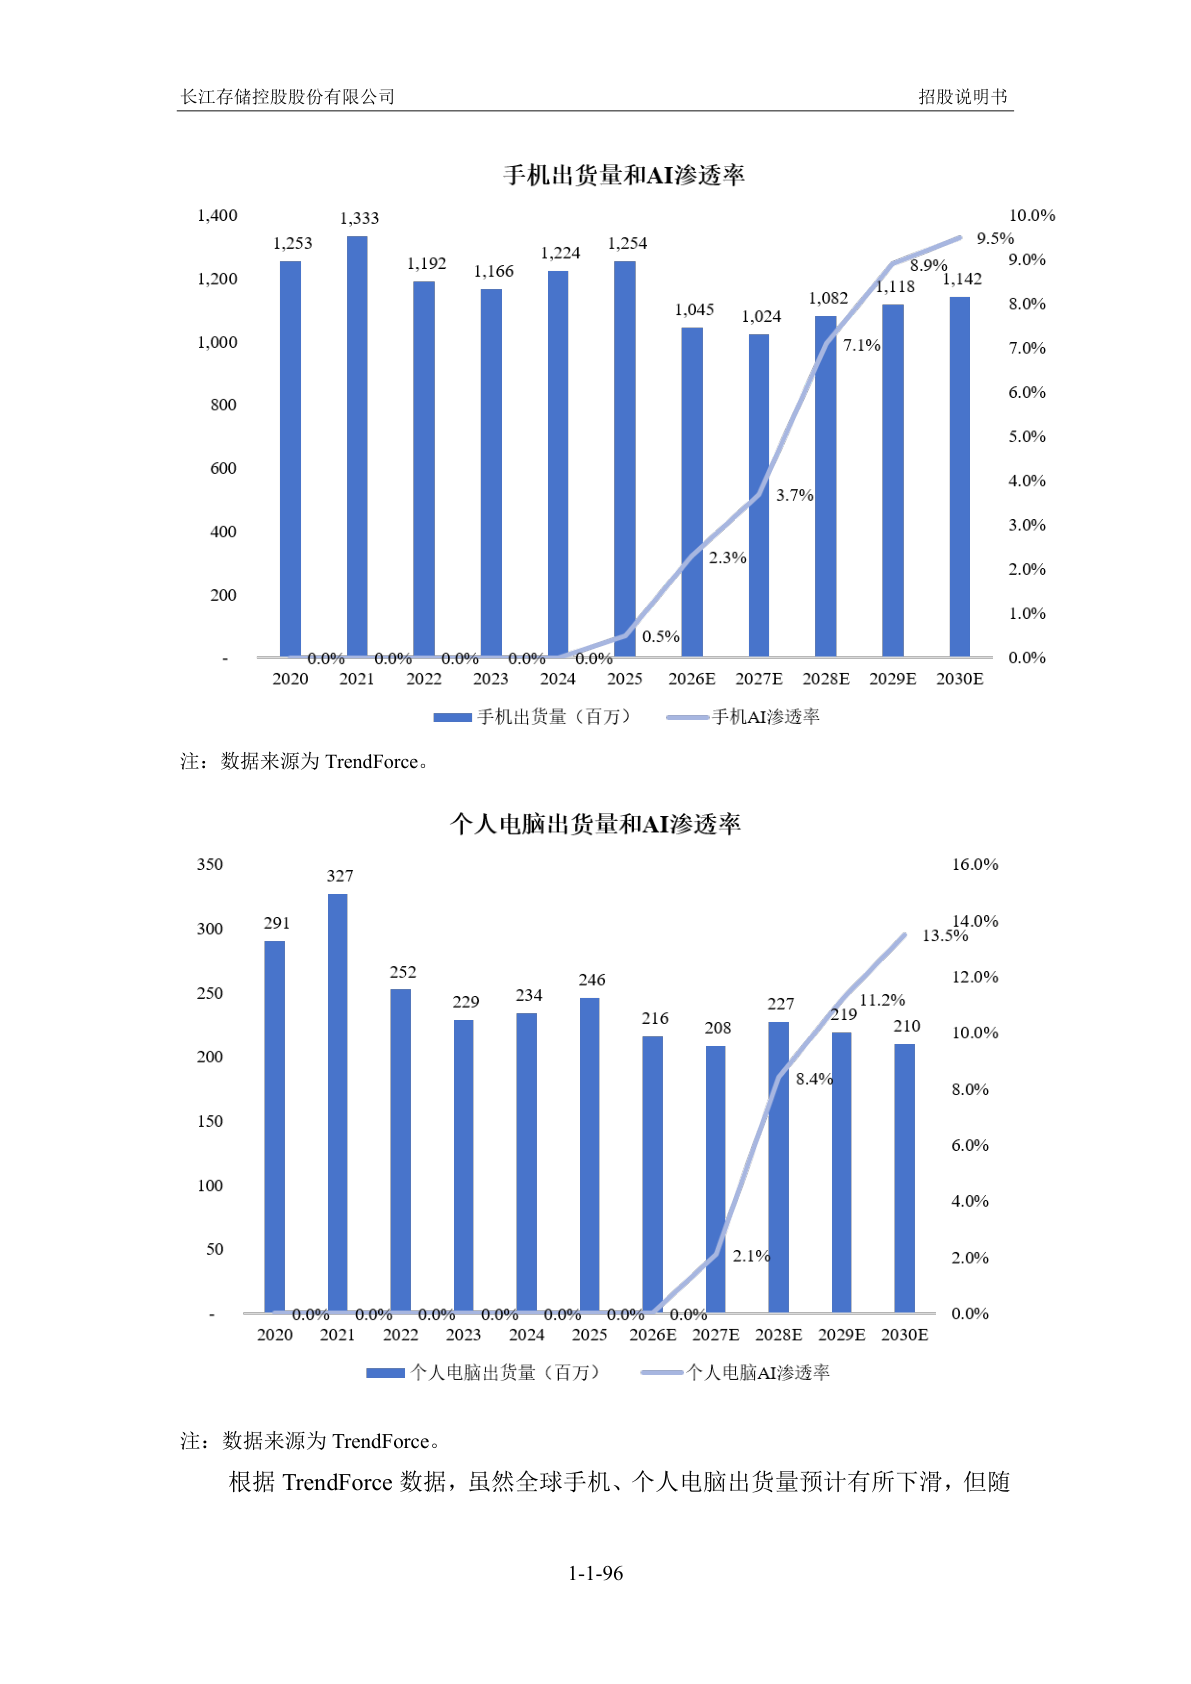 长江存储控股股份有限公司 招股说明书
手机出货量和AI渗透率
1,400 1,333 10.0%
1,253 1,192 1,166 1,224 1,254 9.5%
9.0%
8.9%
1,200 1,045 1,024 1,082 1,118 1,142 8.0%
1,000 7.1% 7.0%
800 6.0%
5.0%
600 3.7% 4.0%
400 3.0%
2.3% 2.0%
200 0.5% 1.0%
- 0.0% 0.0% 0.0% 0.0% 0.0% 0.0%
2020 2021 2022 2023 2024 2025 2026E 2027E 2028E 2029E 2030E
手机出货量（百万） 手机AI渗透率
注：数据来源为 TrendForce。
个人电脑出货量和AI渗透率
350 327 16.0%
300 291 14.0%
13.5%
250 252 229 234 246 12.0%
216 208 227 219 11.2% 210 10.0%
200 8.4% 8.0%
150 6.0%
100 4.0%
50 2.1% 2.0%
- 0.0% 0.0% 0.0% 0.0% 0.0% 0.0% 0.0% 0.0%
2020 2021 2022 2023 2024 2025 2026E 2027E 2028E 2029E 2030E
个人电脑出货量（百万） 个人电脑AI渗透率
注：数据来源为 TrendForce。
根据 TrendForce 数据，虽然全球手机、个人电脑出货量预计有所下滑，但随
1-1-96